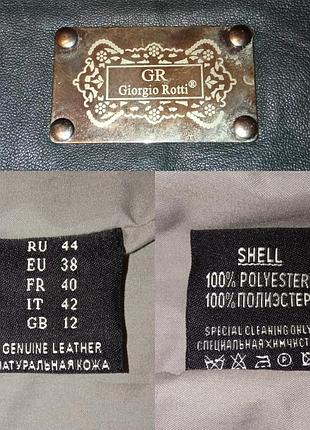 GR
Giorgio Rotti®
RU 44
EU 38
FR 40
IT 42
GB 12
GENUINE LEATHER
НАТУРАЛЬНАЯ КОЖА
SHELL
100% POLYESTER
100% ПОЛИЭСТЕР
SPECIAL CLEANING ONLY
СПЕЦИАЛЬНАЯ ХИМЧИСТ